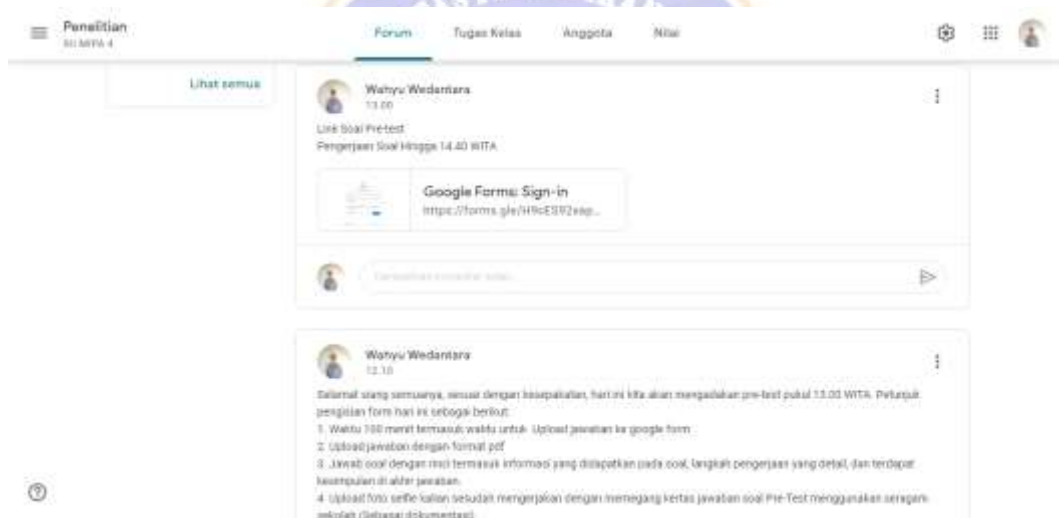 Penelitian
XII MIPA 4
Forum Tugas Kelas Anggota Nilai
Lihat semua
Wahyu Wedantara
13.00
Link Soal Pre-test
Pengerjaan Soal Hingga 14.40 WITA
Google Forms: Sign-in
https://forms.gle/H9cES92eap...
Wahyu Wedantara
12.10
Selamat siang semuanya, sesuai dengan kesepakatan, hari ini kita akan mengadakan pre-test pukul 13.00 WITA. Petunjuk
pengisian form hari ini sebagai berikut:
1. Waktu 100 menit termasuk waktu untuk Upload jawaban ke google form
2. Upload jawaban dengan format pdf
3. Jawab soal dengan rinci termasuk informasi yang didapatkan pada soal, langkah pengerjaan yang detail, dan terdapat
kesimpulan di akhir jawaban.
4. Upload foto selfie kalian sesudah mengerjakan dengan memegang kertas jawaban soal Pre-Test menggunakan seragam
sekolah (Sebagai dokumentasi)